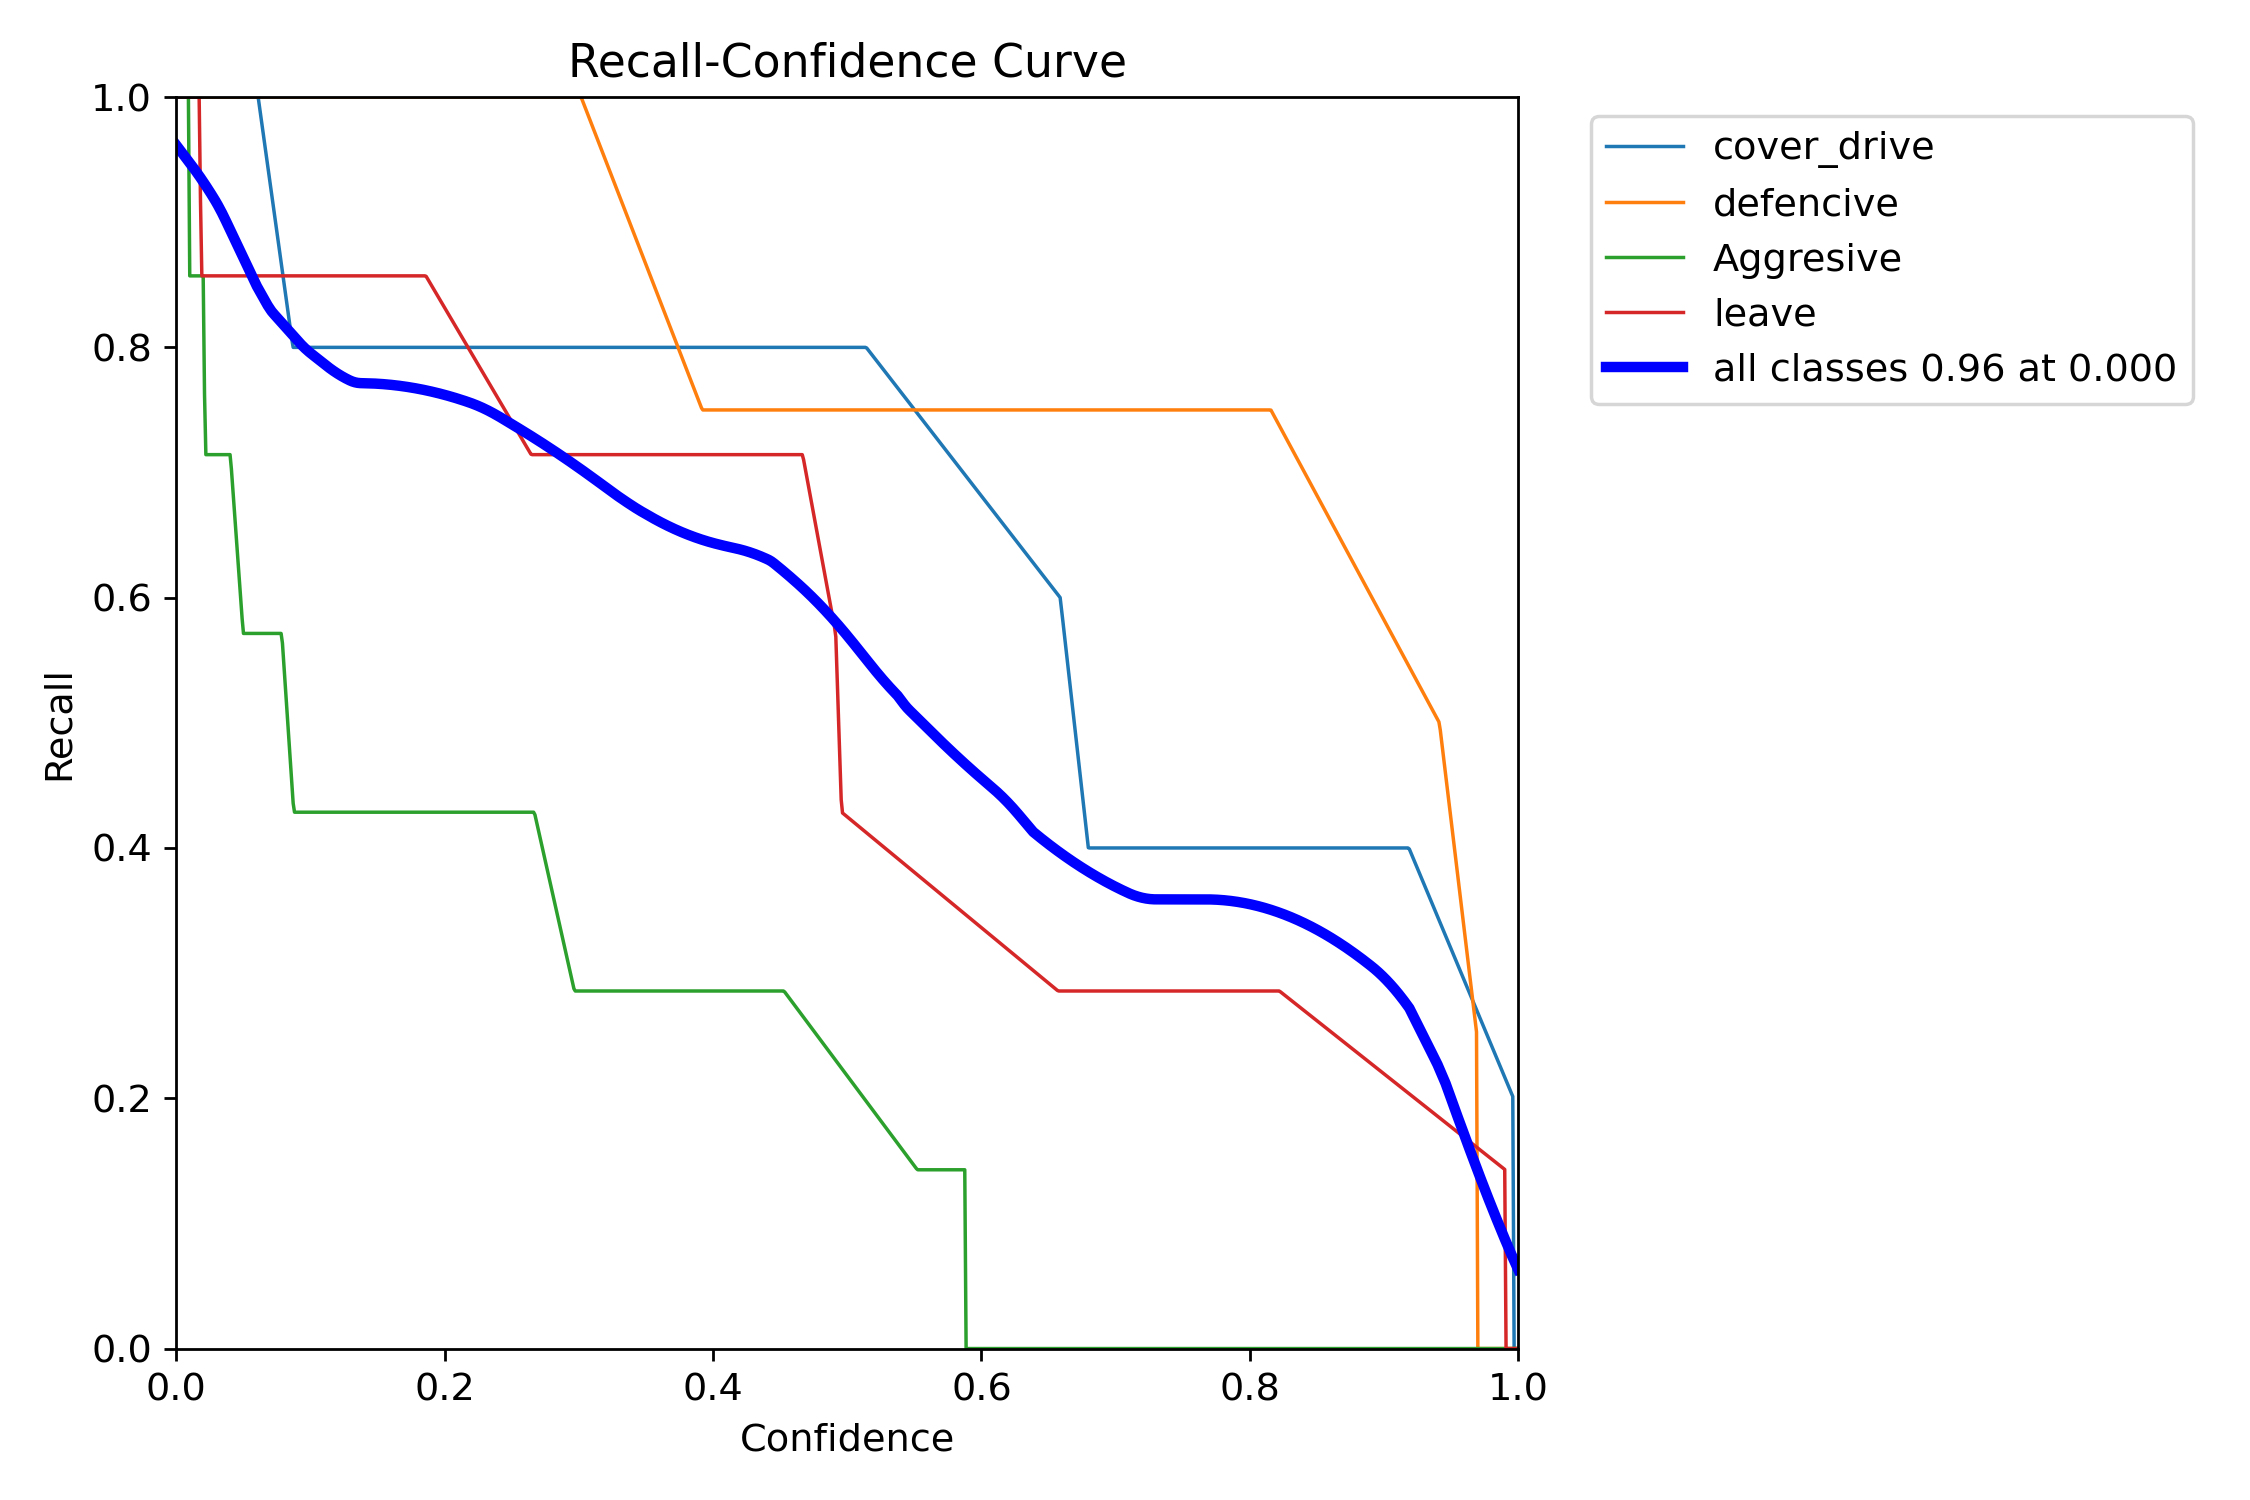 Recall-Confidence Curve
1.0
0.8
0.6
0.4
0.2
0.0
Recall
0.0 0.2 0.4 0.6 0.8 1.0
Confidence
cover_drive
defencive
Aggresive
leave
all classes 0.96 at 0.000